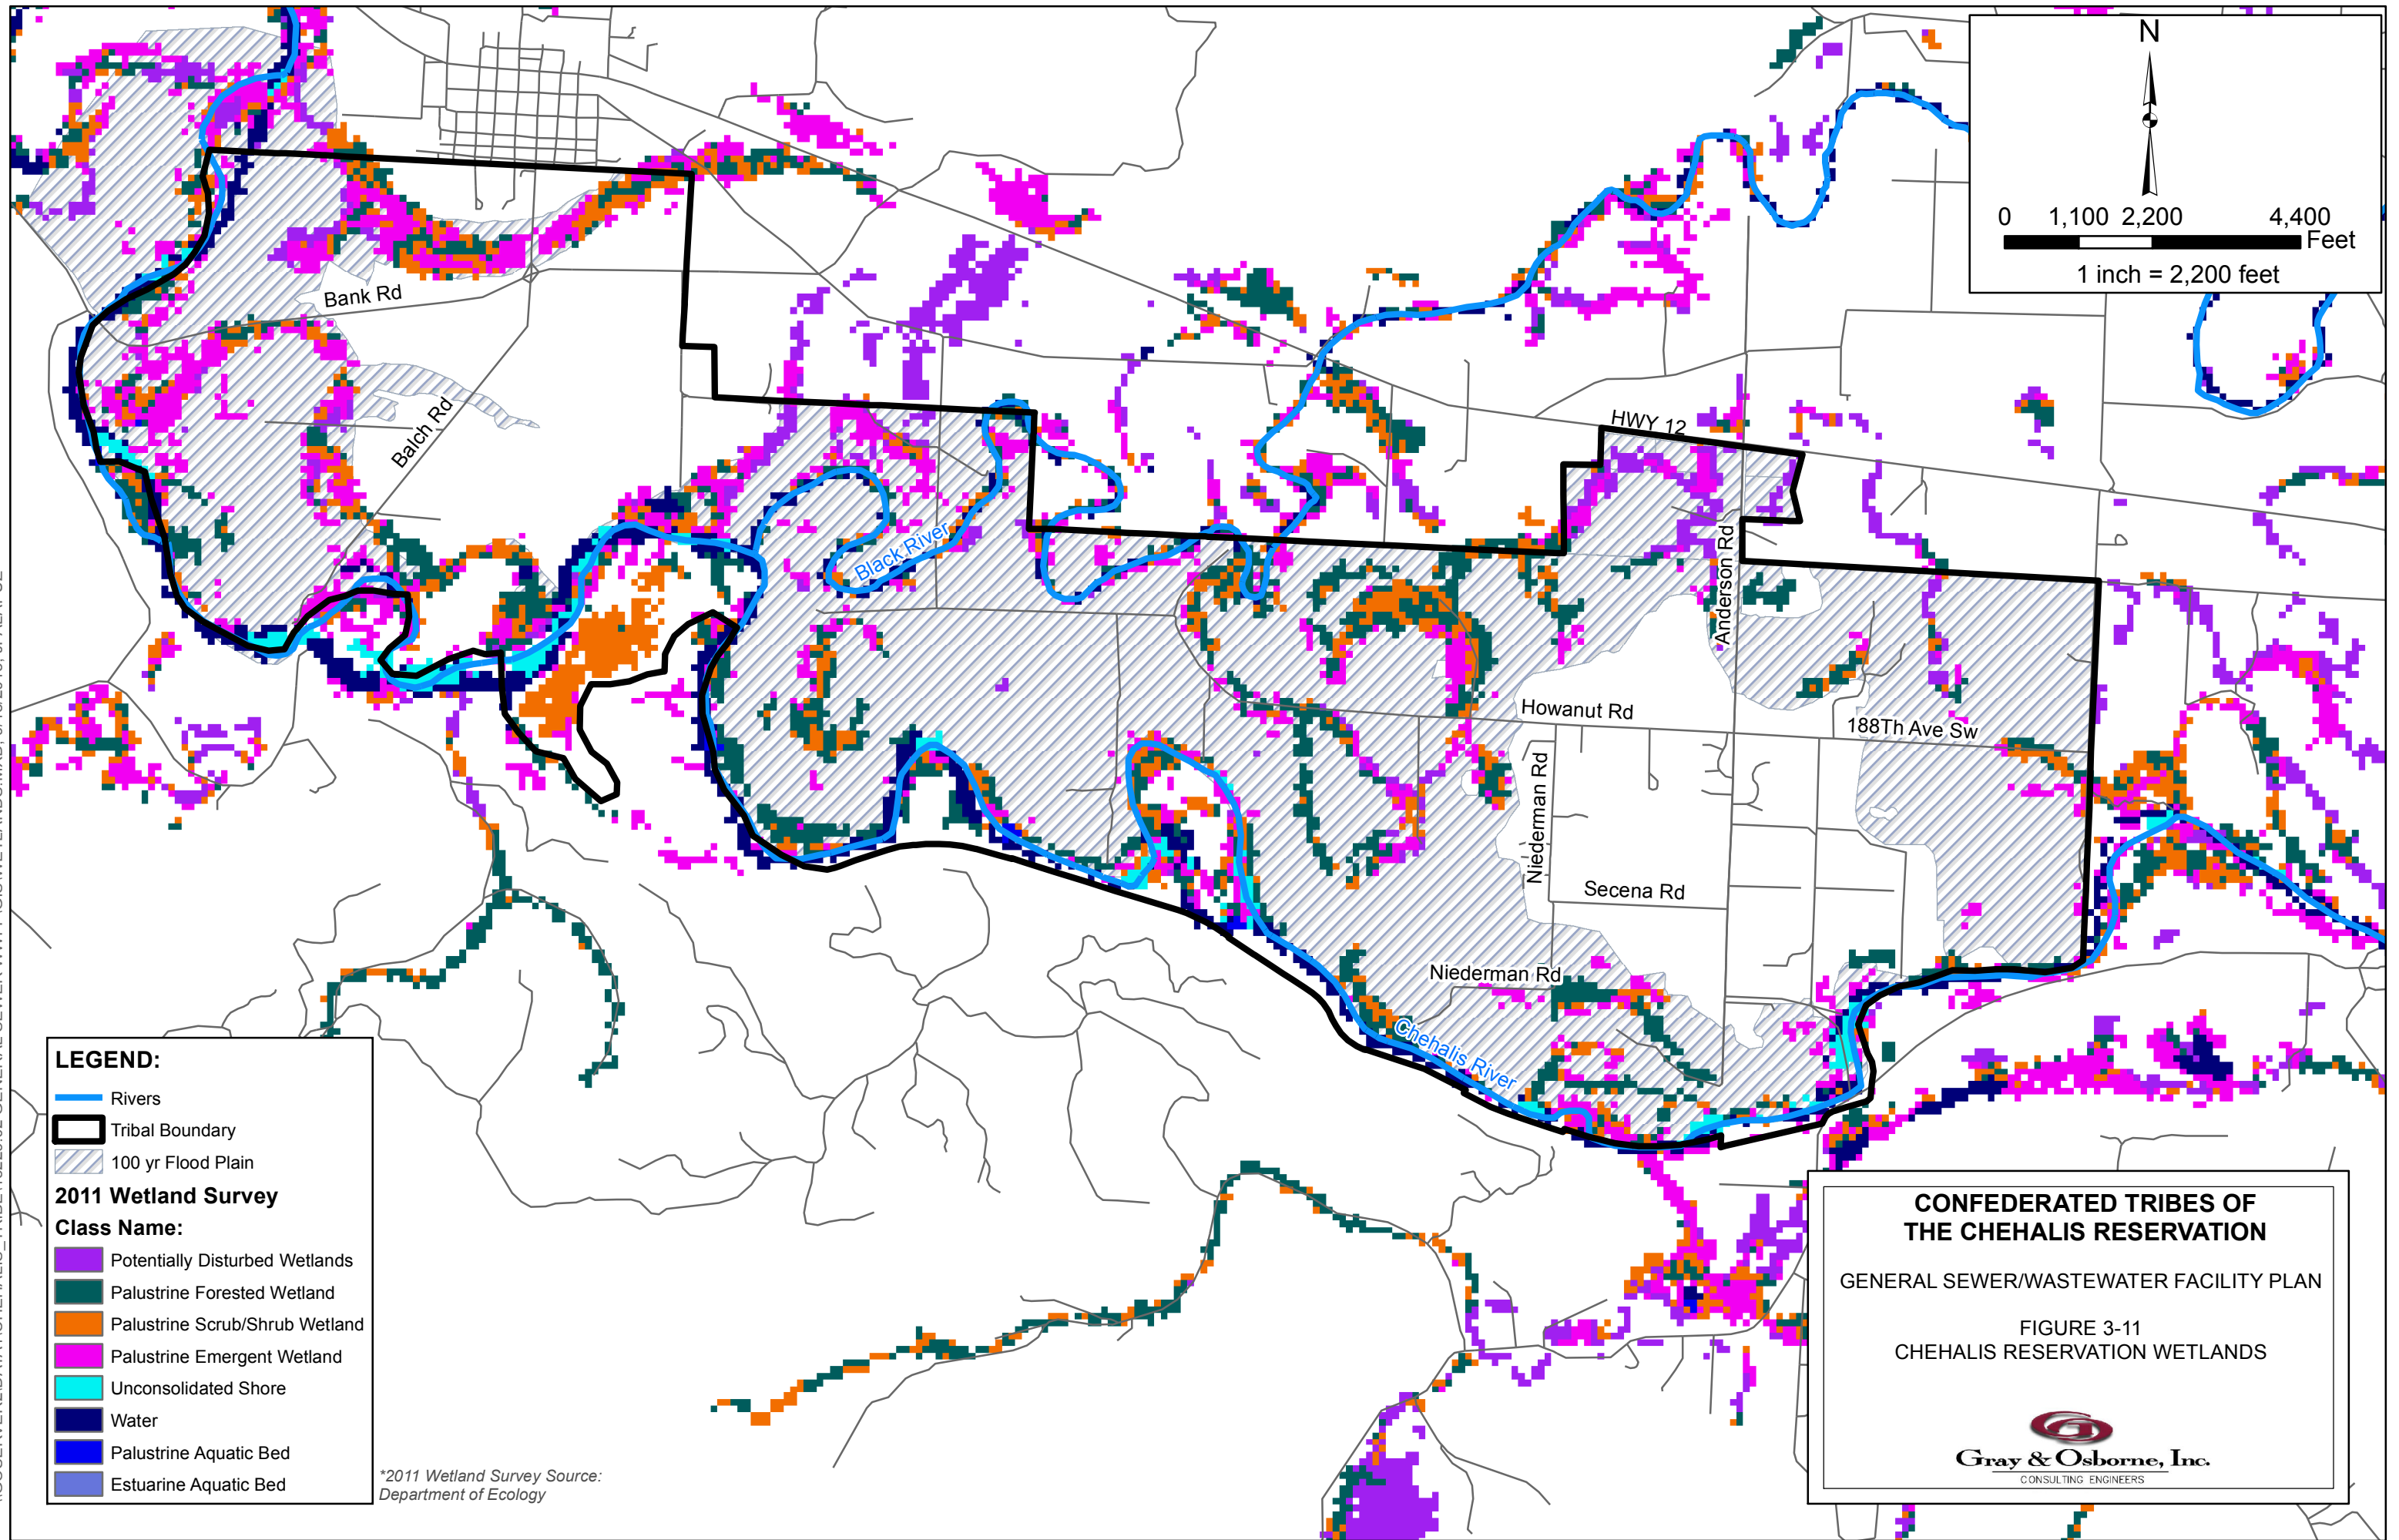 N
0 1,100 2,200 4,400
Feet
1 inch = 2,200 feet
Bank Rd
Balch Rd
HWY 12
Black River
Anderson Rd
Howanut Rd
188Th Ave Sw
Niederman Rd
Secena Rd
Niederman Rd
Chehalis River
LEGEND:
Rivers
Tribal Boundary
100 yr Flood Plain
2011 Wetland Survey
Class Name:
Potentially Disturbed Wetlands
Palustrine Forested Wetland
Palustrine Scrub/Shrub Wetland
Palustrine Emergent Wetland
Unconsolidated Shore
Water
Palustrine Aquatic Bed
Estuarine Aquatic Bed
*2011 Wetland Survey Source:
Department of Ecology
CONFEDERATED TRIBES OF
THE CHEHALIS RESERVATION
GENERAL SEWER/WASTEWATER FACILITY PLAN
FIGURE 3-11
CHEHALIS RESERVATION WETLANDS
Gray & Osborne, Inc.
CONSULTING ENGINEERS